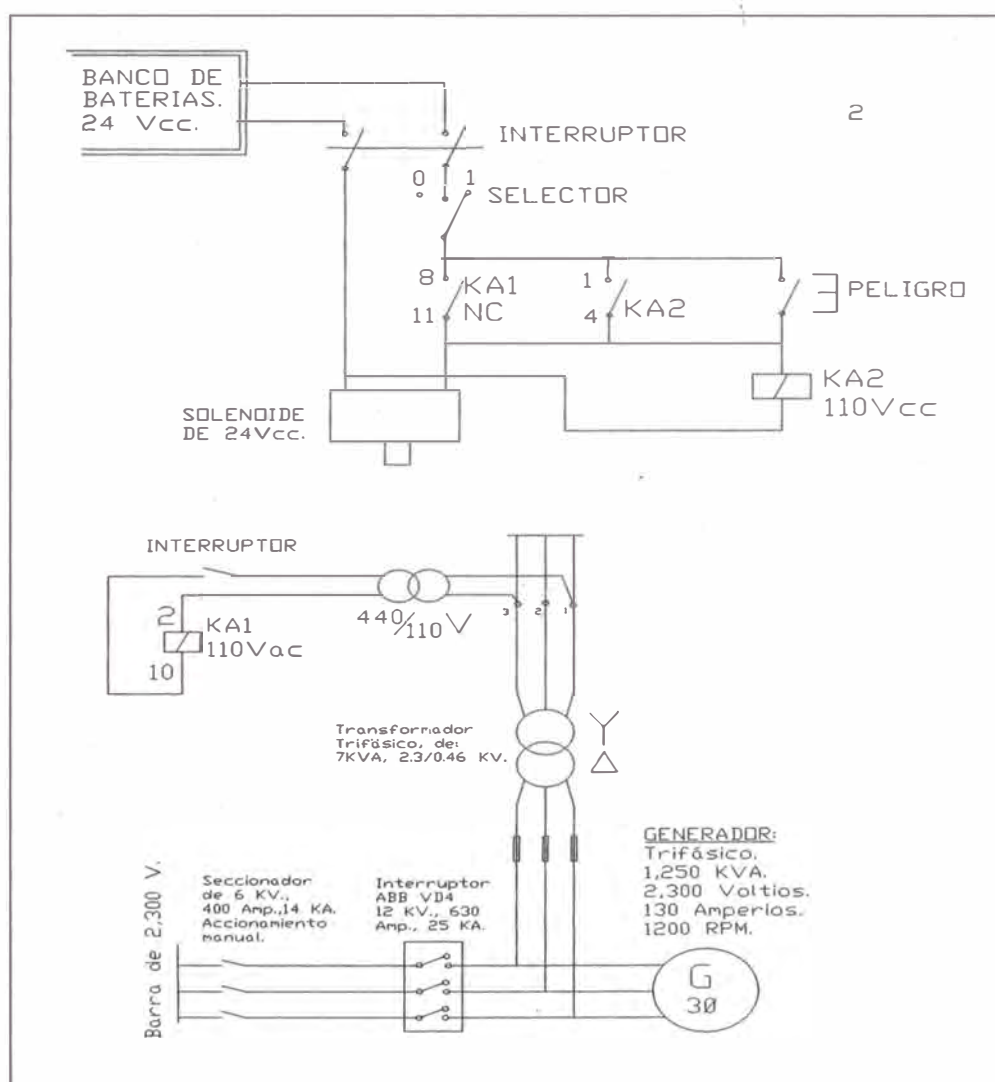 BANCO DE
BATERIAS.
24 Vcc.
2
INTERRUPTOR
0 1
SELECTOR
8 KA1
11 NC
1
4 KA2
PELIGRO
KA2
110Vcc
SOLENOIDE
DE 24Vcc.
INTERRUPTOR
2 KA1
110Vac
10
440/110 V
3 2 1
Transformador
Trifásico, de:
7KVA, 2.3/0.46 KV.
Barra de 2,300 V.
Seccionador
de 6 KV.,
400 Amp.,14 KA.
Accionamiento
manual.
Interruptor
ABB VD4
12 KV., 630
Amp., 25 KA.
GENERADOR:
Trifásico.
1,250 KVA.
2,300 Voltios.
130 Amperios.
1200 RPM.
G
3Ø